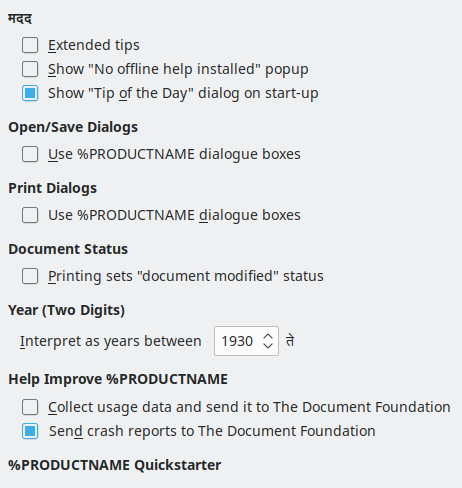 मदद
Extended tips
Show "No offline help installed" popup
Show "Tip of the Day" dialog on start-up
Open/Save Dialogs
Use %PRODUCTNAME dialogue boxes
Print Dialogs
Use %PRODUCTNAME dialogue boxes
Document Status
Printing sets "document modified" status
Year (Two Digits)
Interpret as years between 1930 ते
Help Improve %PRODUCTNAME
Collect usage data and send it to The Document Foundation
Send crash reports to The Document Foundation
%PRODUCTNAME Quickstarter